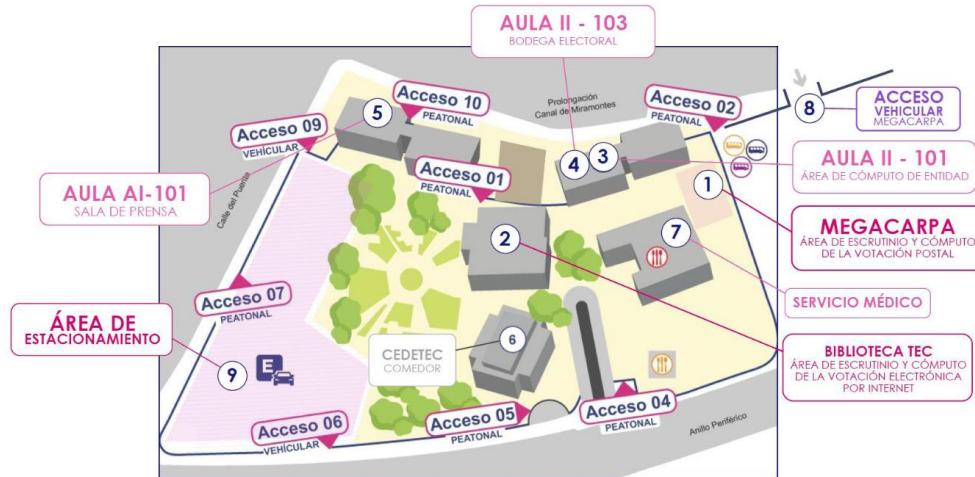 AULA II - 103
BODEGA ELECTORAL
Prolongación
Canal de Miramontes
Acceso 10
PEATONAL
Acceso 02
PEATONAL
8
ACCESO
VEHICULAR
MEGACARPA
5
Acceso 09
VEHÍCULAR
4
3
AULA II - 101
ÁREA DE CÓMPUTO DE ENTIDAD
AULA AI-101
SALA DE PRENSA
Calle del Puente
Acceso 01
PEATONAL
1
MEGACARPA
ÁREA DE ESCRUTINIO Y CÓMPUTO
DE LA VOTACIÓN POSTAL
2
7
Acceso 07
PEATONAL
SERVICIO MÉDICO
ÁREA DE
ESTACIONAMIENTO
CEDETEC
COMEDOR
6
BIBLIOTECA TEC
ÁREA DE ESCRUTINIO Y CÓMPUTO
DE LA VOTACIÓN ELECTRÓNICA
POR INTERNET
9
E
Acceso 06
VEHÍCULAR
Acceso 05
PEATONAL
Acceso 04
PEATONAL
Anillo Periférico